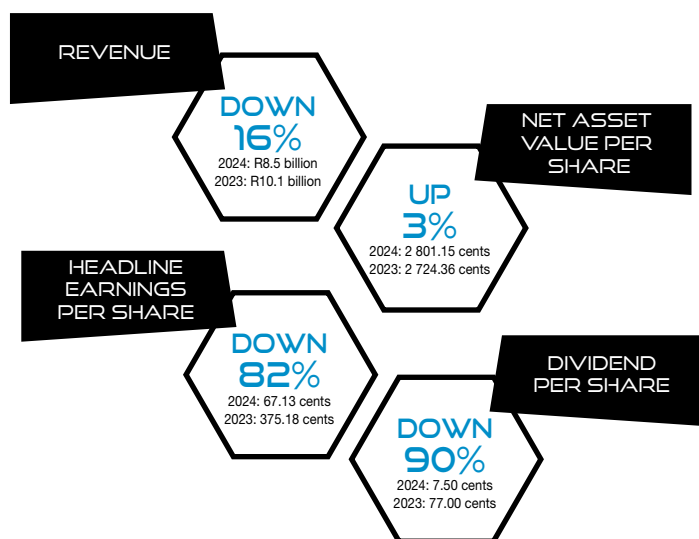 REVENUE
DOWN
16%
2024: R8.5 billion
2023: R10.1 billion
NET ASSET
VALUE PER
SHARE
UP
3%
2024: 2 801.15 cents
2023: 2 724.36 cents
HEADLINE
EARNINGS
PER SHARE
DOWN
82%
2024: 67.13 cents
2023: 375.18 cents
DIVIDEND
PER SHARE
DOWN
90%
2024: 7.50 cents
2023: 77.00 cents